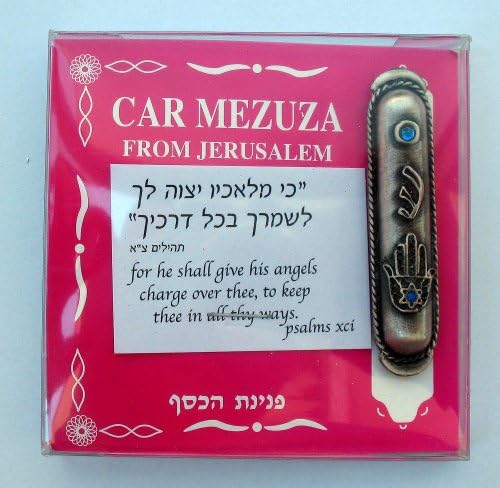 CAR MEZUZA
FROM JERUSALEM
"כי מלאכיו יצוה לך
לשמרך בכל דרכיך"
תהילים צ"א
for he shall give his angels
charge over thee, to keep
thee in all thy ways.
psalms xci
פנינת הכסף
ש